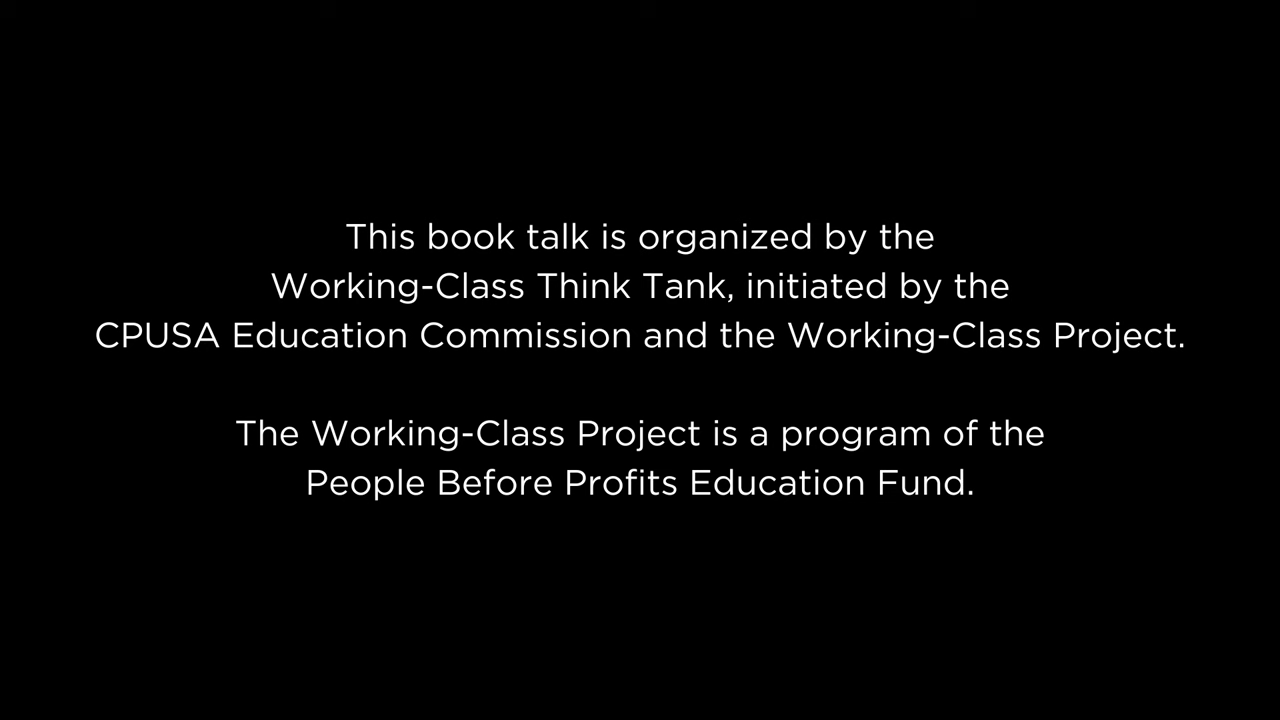 This book talk is organized by the
Working-Class Think Tank, initiated by the
CPUSA Education Commission and the Working-Class Project.
The Working-Class Project is a program of the
People Before Profits Education Fund.